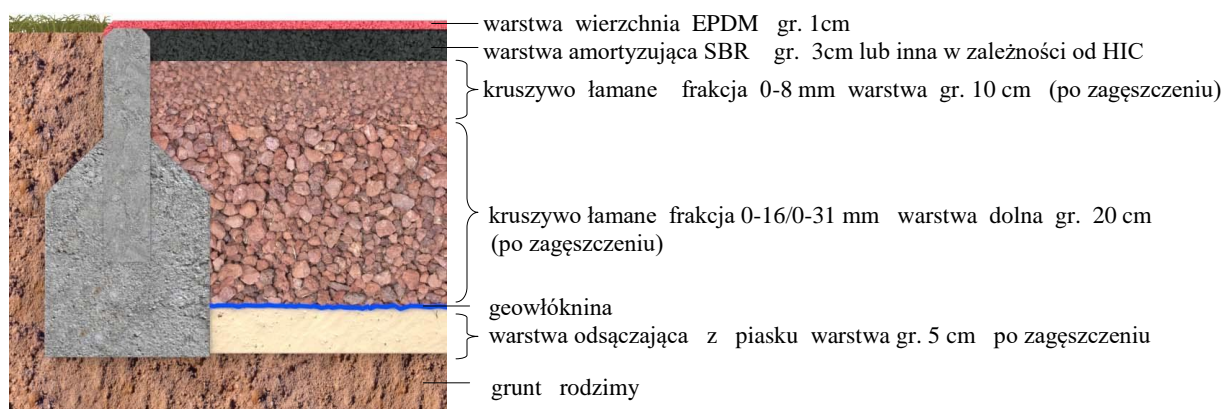 warstwa wierzchnia EPDM gr. 1cm
warstwa amortyzująca SBR gr. 3cm lub inna w zależności od HIC
kruszywo łamane frakcja 0-8 mm warstwa gr. 10 cm (po zagęszczeniu)
kruszywo łamane frakcja 0-16/0-31 mm warstwa dolna gr. 20 cm
(po zagęszczeniu)
geowłóknina
warstwa odsączająca z piasku warstwa gr. 5 cm po zagęszczeniu
grunt rodzimy